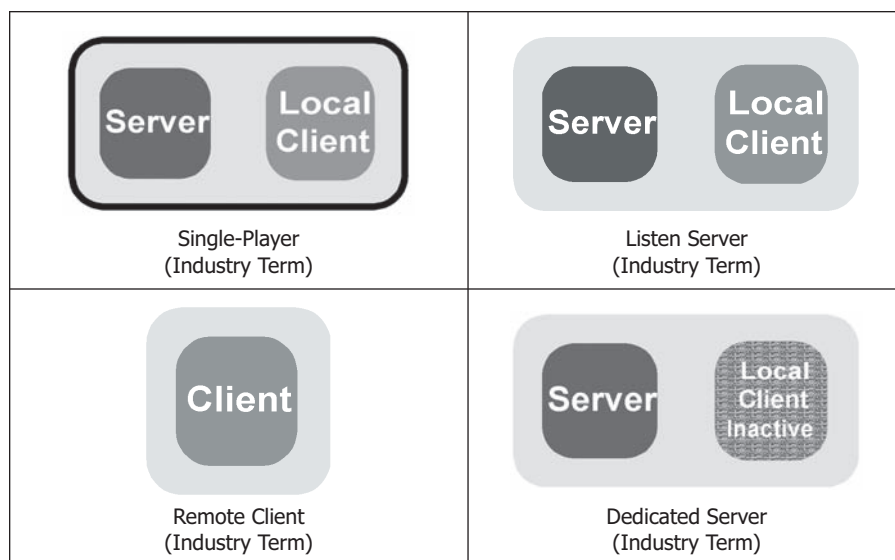 Server
Local
Client
Single-Player
(Industry Term)
Server
Local
Client
Listen Server
(Industry Term)
Client
Remote Client
(Industry Term)
Server
Local
Client
Inactive
Dedicated Server
(Industry Term)